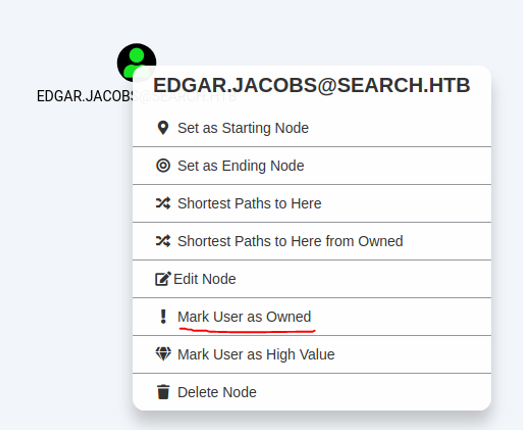 EDGAR.JACOBS@SEARCH.HTB
EDGAR.JACOBS@SEARCH.HTB
Set as Starting Node
Set as Ending Node
Shortest Paths to Here
Shortest Paths to Here from Owned
Edit Node
Mark User as Owned
Mark User as High Value
Delete Node